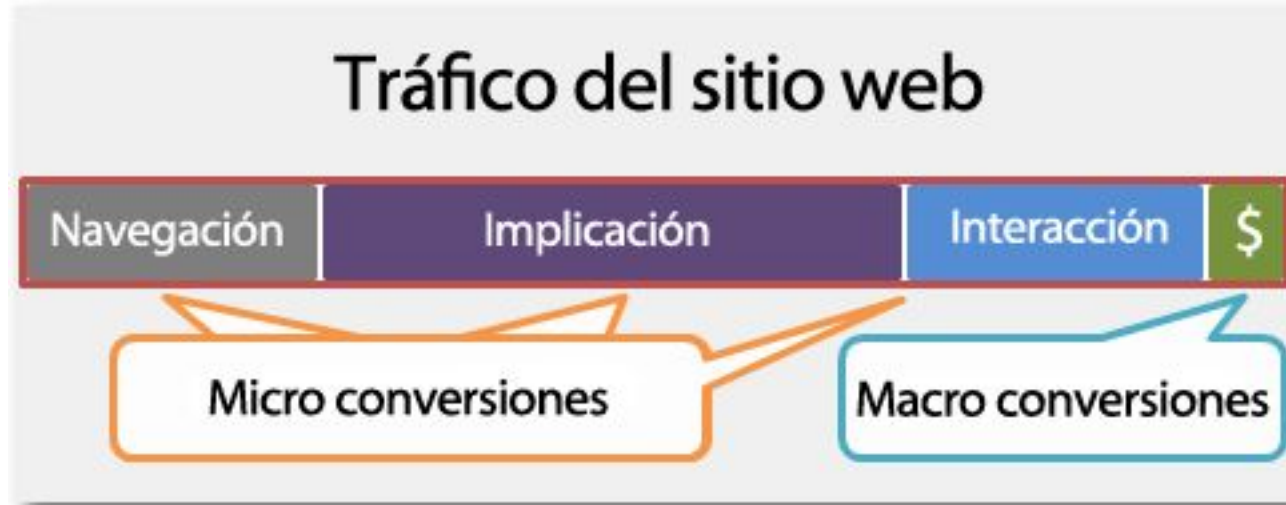 Tráfico del sitio web
Navegación Implicación Interacción $
Micro conversiones Macro conversiones